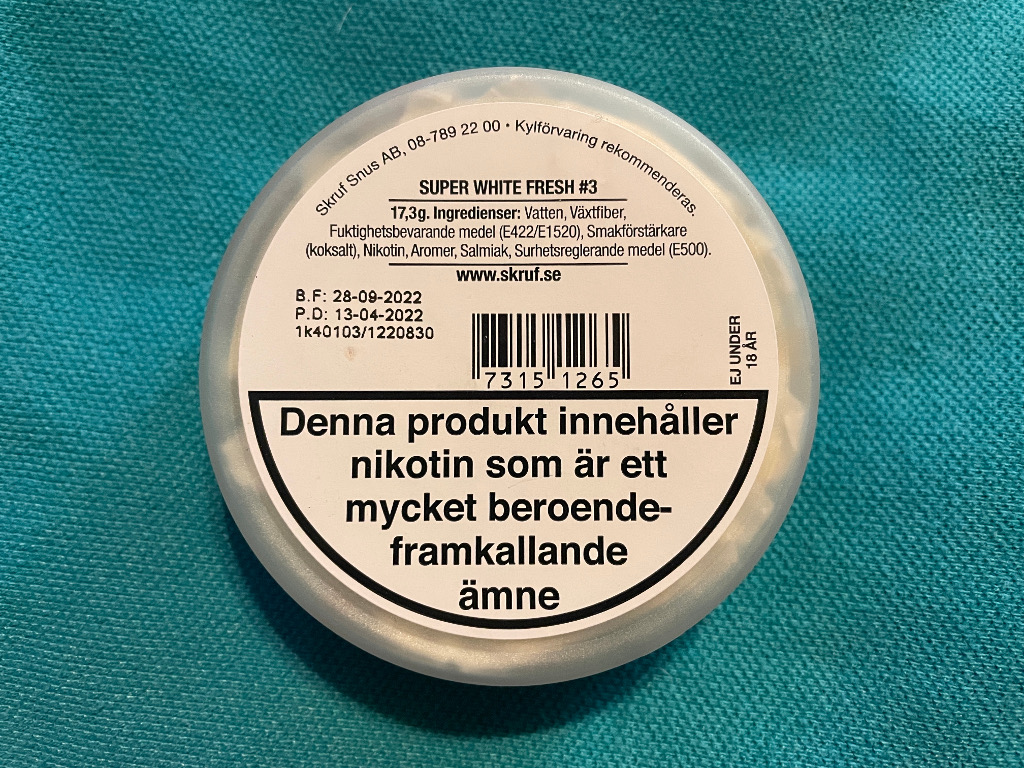 Skruf Snus AB, 08-789 22 00 • Kylförvaring rekommenderas.
SUPER WHITE FRESH #3
17,3g. Ingredienser: Vatten, Växtfiber,
Fuktighetsbevarande medel (E422/E1520), Smakförstärkare
(koksalt), Nikotin, Aromer, Salmiak, Surhetsreglerande medel (E500).
www.skruf.se
B.F: 28-09-2022
P.D: 13-04-2022
1k40103/1220830
7315 1265
EJ UNDER
18 ÅR
Denna produkt innehåller
nikotin som är ett
mycket beroende-
framkallande
ämne